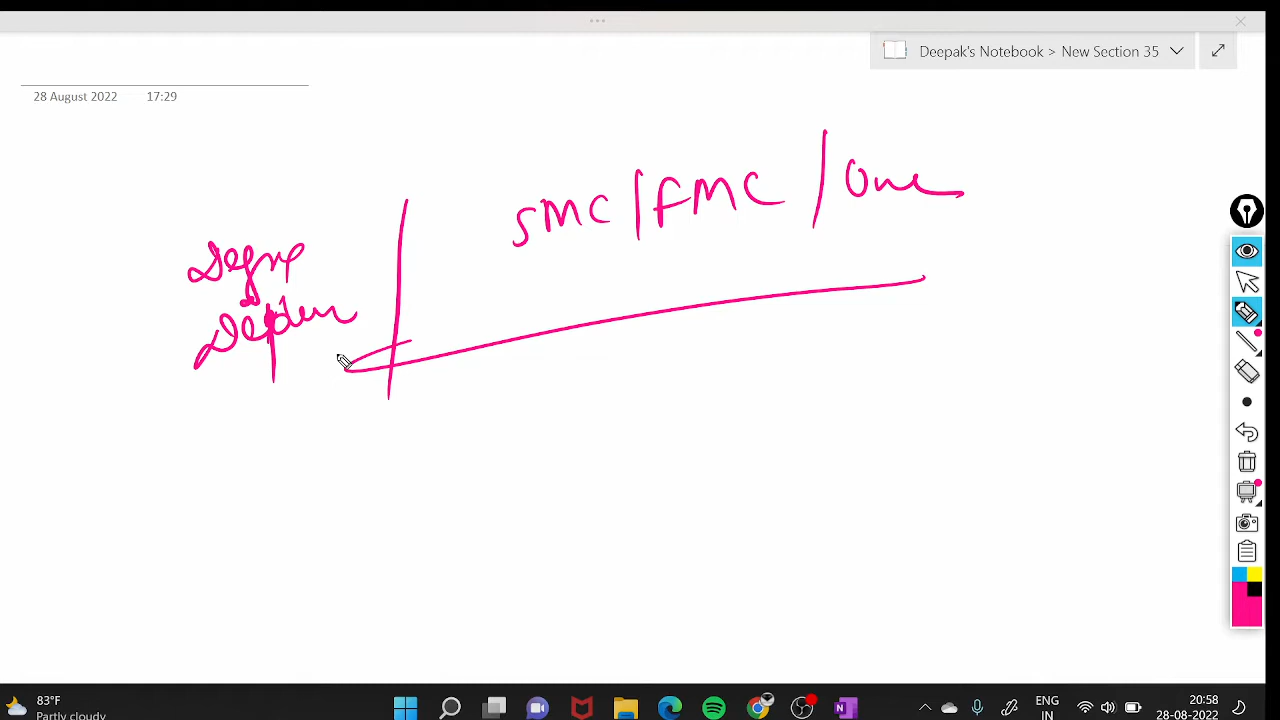 Deepak's Notebook > New Section 35
28 August 2022 17:29
SMC/FMC/One
83°F
Partly cloudy
ENG
IN
20:58
28-08-2022